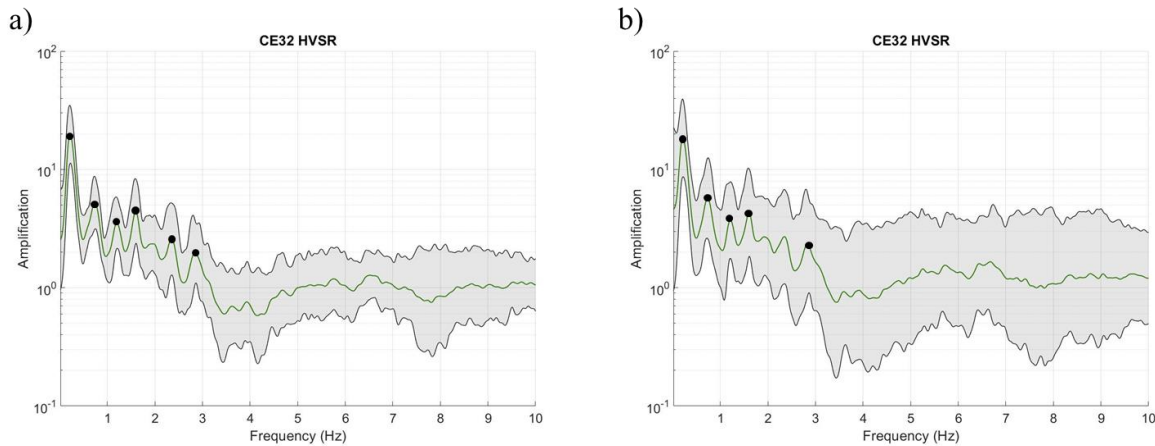 a)
CE32 HVSR
10^2
10^1
10^0
10^-1
Amplification
1 2 3 4 5 6 7 8 9 10
Frequency (Hz)
b)
CE32 HVSR
10^2
10^1
10^0
10^-1
Amplification
1 2 3 4 5 6 7 8 9 10
Frequency (Hz)